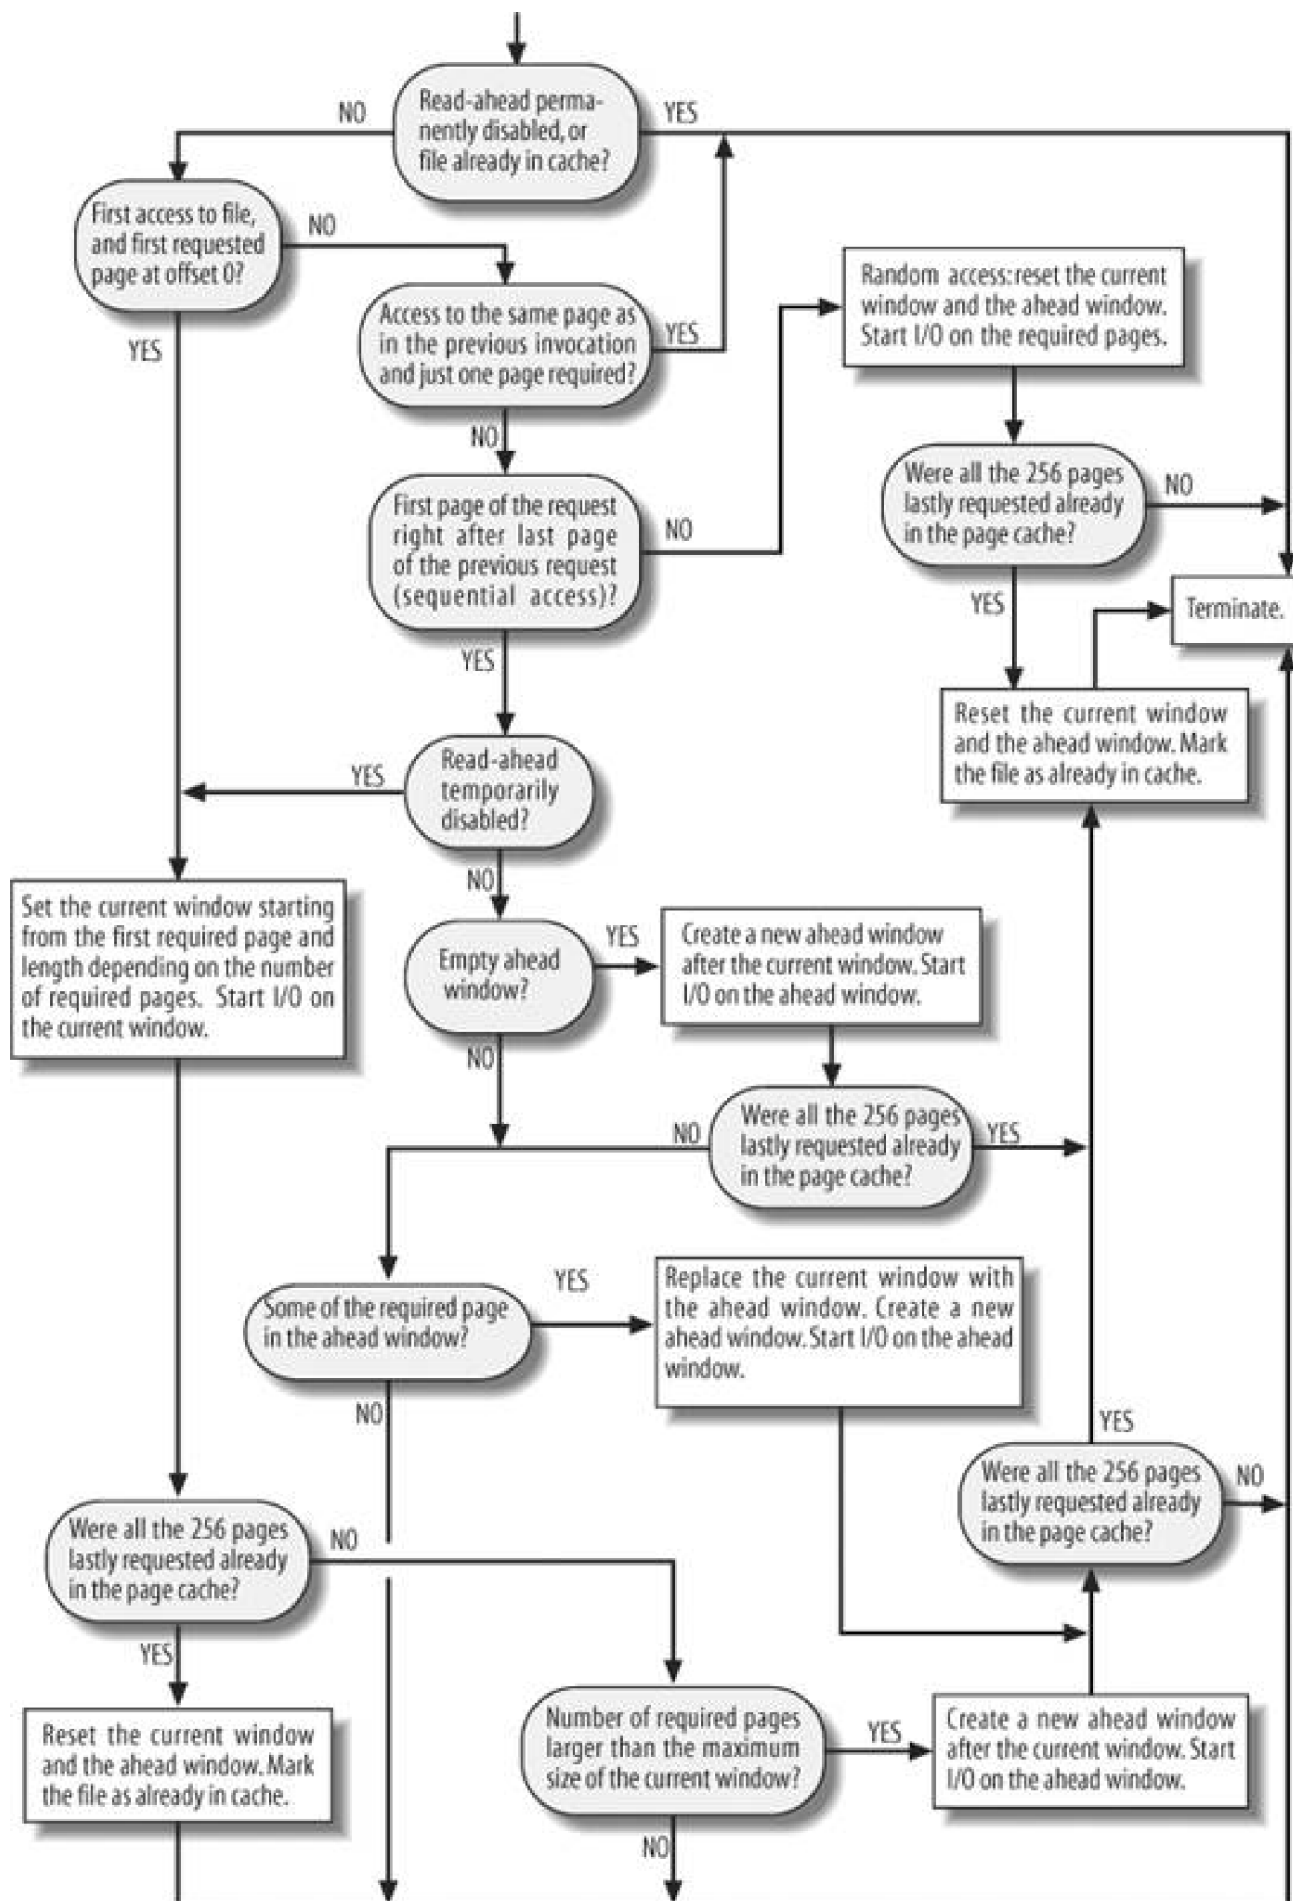 Read-ahead perma-
nently disabled, or
file already in cache?
NO
YES
First access to file,
and first requested
page at offset 0?
NO
YES
Access to the same page as
in the previous invocation
and just one page required?
YES
NO
Random access: reset the current
window and the ahead window.
Start I/O on the required pages.
First page of the request
right after last page
of the previous request
(sequential access)?
NO
YES
Were all the 256 pages
lastly requested already
in the page cache?
NO
YES
Terminate.
Reset the current window
and the ahead window. Mark
the file as already in cache.
Read-ahead
temporarily
disabled?
YES
NO
Set the current window starting
from the first required page and
length depending on the number
of required pages. Start I/O on
the current window.
Empty ahead
window?
YES
NO
Create a new ahead window
after the current window. Start
I/O on the ahead window.
Were all the 256 pages
lastly requested already
in the page cache?
NO
YES
Some of the required page
in the ahead window?
YES
NO
Replace the current window with
the ahead window. Create a new
ahead window. Start I/O on the ahead
window.
Were all the 256 pages
lastly requested already
in the page cache?
YES
NO
Were all the 256 pages
lastly requested already
in the page cache?
NO
YES
Reset the current window
and the ahead window. Mark
the file as already in cache.
Number of required pages
larger than the maximum
size of the current window?
YES
NO
Create a new ahead window
after the current window. Start
I/O on the ahead window.